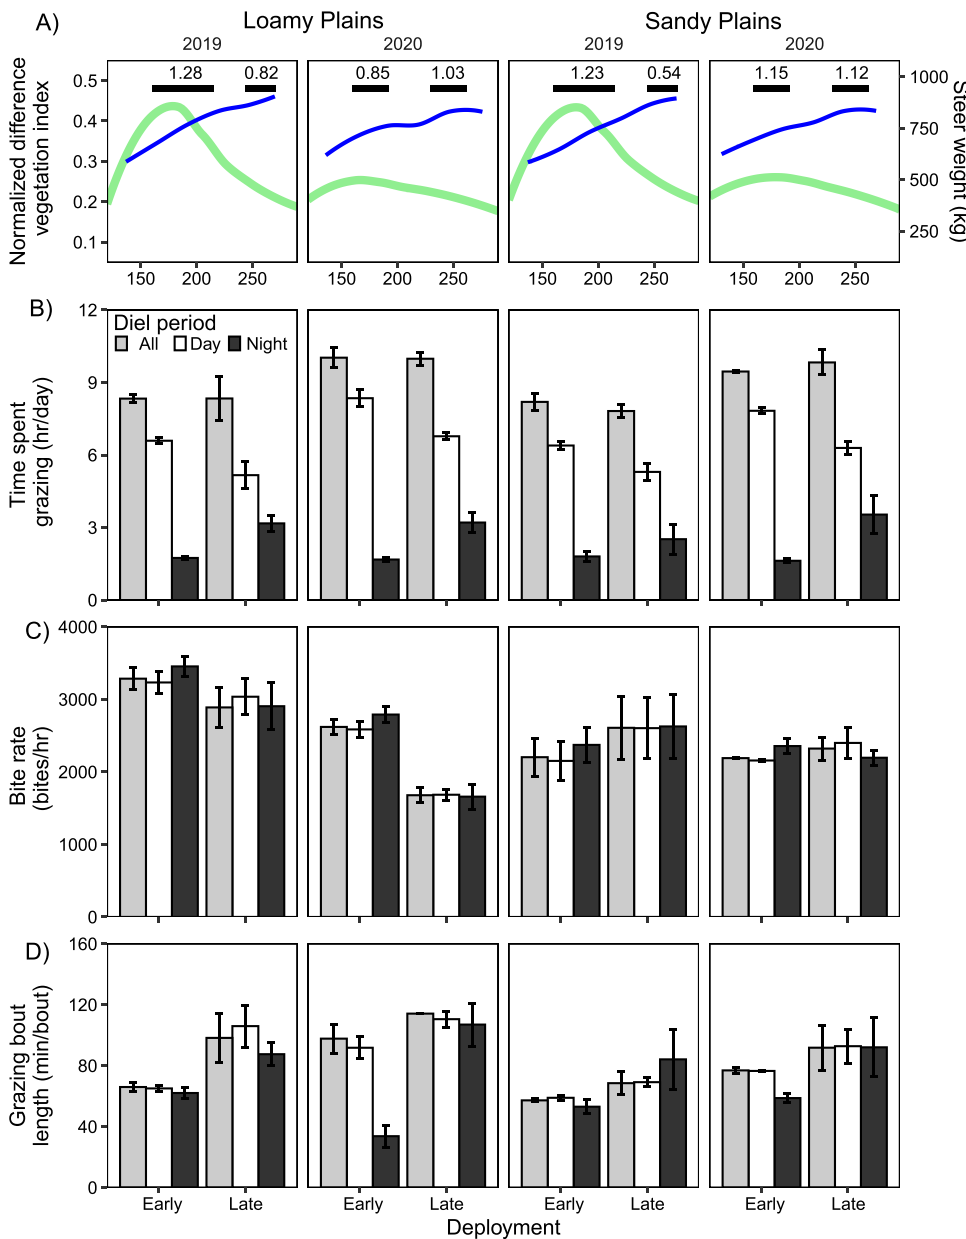 A)
Loamy Plains
Sandy Plains
2019
2020
2019
2020
Normalized difference
vegetation index
0.5
0.4
0.3
0.2
0.1
1.28
0.82
0.85
1.03
1.23
0.54
1.15
1.12
1000
750
500
250
Steer weight (kg)
150 200 250
150 200 250
150 200 250
150 200 250
B)
Time spent
grazing (hr/day)
12
9
6
3
0
Diel period
All Day Night
C)
Bite rate
(bites/hr)
4000
3000
2000
1000
0
D)
Grazing bout
length (min/bout)
160
120
80
40
0
Early Late
Early Late
Early Late
Early Late
Deployment